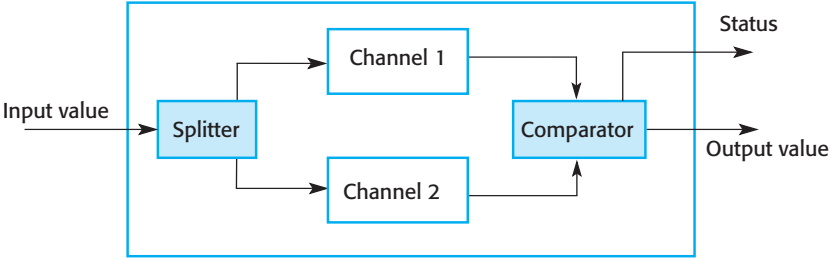 Status
Channel 1
Input value
Splitter
Comparator
Output value
Channel 2